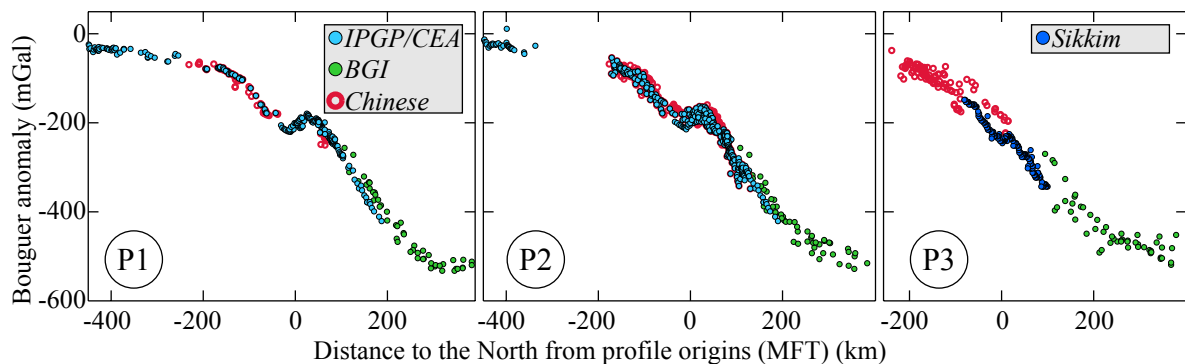 0
-200
-400
-600
Bouguer anomaly (mGal)
IPGP/CEA
BGI
Chinese
Sikkim
P1
P2
P3
-400 -200 0 200
-400 -200 0 200
-200 0 200
Distance to the North from profile origins (MFT) (km)